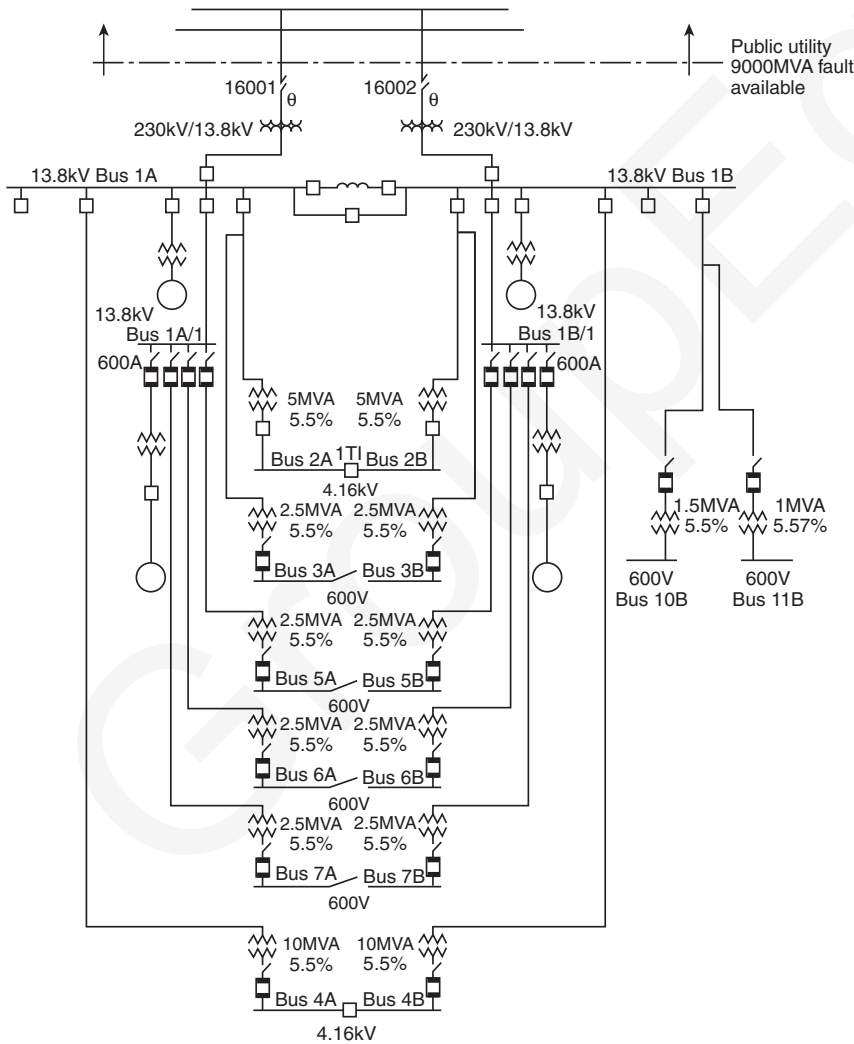 Public utility
9000MVA fault
available
16001
16002
θ
θ
230kV/13.8kV
230kV/13.8kV
13.8kV Bus 1A
13.8kV Bus 1B
13.8kV
Bus 1A/1
13.8kV
Bus 1B/1
600A
600A
5MVA
5.5%
5MVA
5.5%
Bus 2A
1TI
Bus 2B
4.16kV
2.5MVA
5.5%
2.5MVA
5.5%
Bus 3A
Bus 3B
600V
1.5MVA
5.5%
1MVA
5.57%
600V
Bus 10B
600V
Bus 11B
2.5MVA
5.5%
2.5MVA
5.5%
Bus 5A
Bus 5B
600V
2.5MVA
5.5%
2.5MVA
5.5%
Bus 6A
Bus 6B
600V
2.5MVA
5.5%
2.5MVA
5.5%
Bus 7A
Bus 7B
600V
10MVA
5.5%
10MVA
5.5%
Bus 4A
Bus 4B
4.16kV